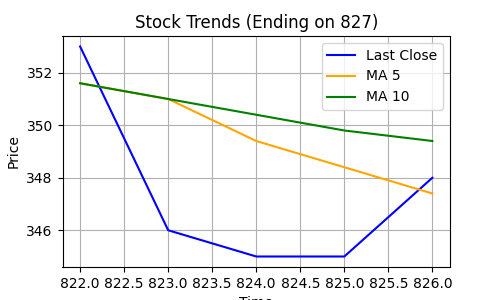 Stock Trends (Ending on 827)
Last Close
MA 5
MA 10
Price
352
350
348
346
822.0 822.5 823.0 823.5 824.0 824.5 825.0 825.5 826.0
Time